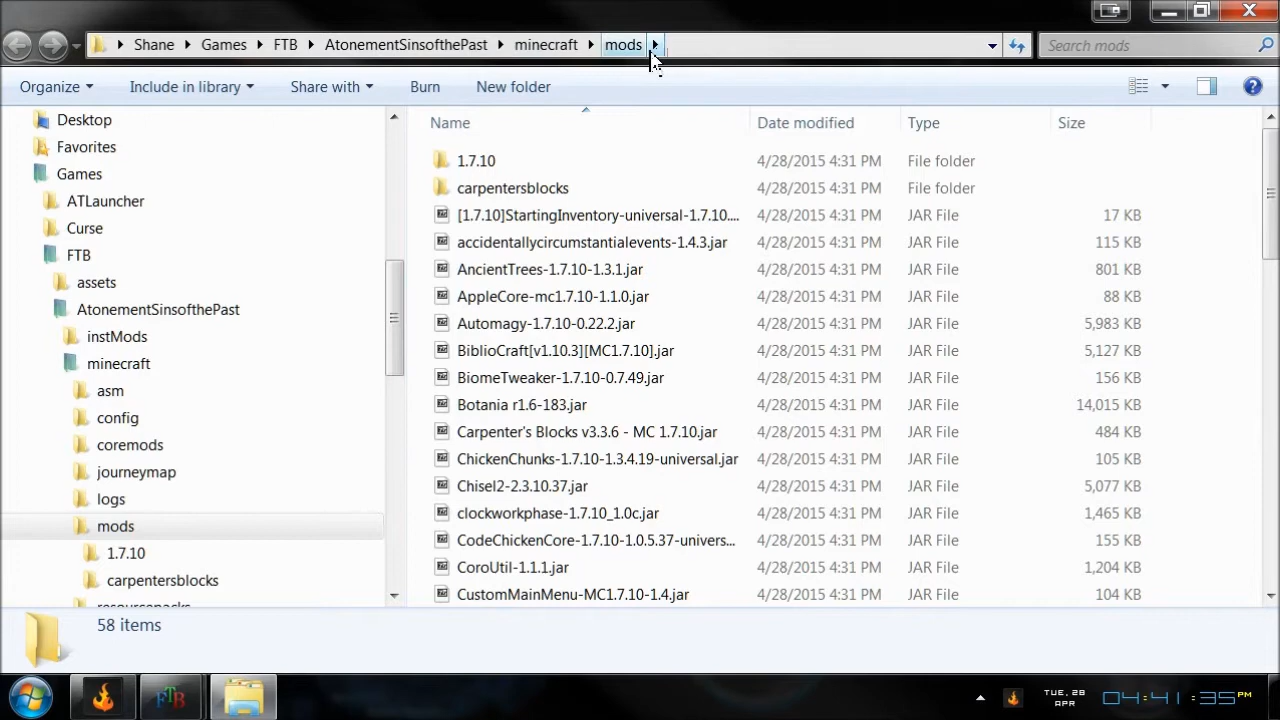 Shane Games FTB AtonementSinsofthePast minecraft mods
Search mods
Organize Include in library Share with Burn New folder
Desktop
Favorites
Games
ATLauncher
Curse
FTB
assets
AtonementSinsofthePast
instMods
minecraft
asm
config
coremods
journeymap
logs
mods
1.7.10
carpentersblocks
resourcepacks
Name Date modified Type Size
1.7.10 4/28/2015 4:31 PM File folder
carpentersblocks 4/28/2015 4:31 PM File folder
[1.7.10]StartingInventory-universal-1.7.10.... 4/28/2015 4:31 PM JAR File 17 KB
accidentallycircumstantialevents-1.4.3.jar 4/28/2015 4:31 PM JAR File 115 KB
AncientTrees-1.7.10-1.3.1.jar 4/28/2015 4:31 PM JAR File 801 KB
AppleCore-mc1.7.10-1.1.0.jar 4/28/2015 4:31 PM JAR File 88 KB
Automagy-1.7.10-0.22.2.jar 4/28/2015 4:31 PM JAR File 5,983 KB
BiblioCraft[v1.10.3][MC1.7.10].jar 4/28/2015 4:31 PM JAR File 5,127 KB
BiomeTweaker-1.7.10-0.7.49.jar 4/28/2015 4:31 PM JAR File 156 KB
Botania r1.6-183.jar 4/28/2015 4:31 PM JAR File 14,015 KB
Carpenter's Blocks v3.3.6 - MC 1.7.10.jar 4/28/2015 4:31 PM JAR File 484 KB
ChickenChunks-1.7.10-1.3.4.19-universal.jar 4/28/2015 4:31 PM JAR File 105 KB
Chisel2-2.3.10.37.jar 4/28/2015 4:31 PM JAR File 5,077 KB
clockworkphase-1.7.10_1.0c.jar 4/28/2015 4:31 PM JAR File 1,465 KB
CodeChickenCore-1.7.10-1.0.5.37-univers... 4/28/2015 4:31 PM JAR File 155 KB
CoroUtil-1.1.1.jar 4/28/2015 4:31 PM JAR File 1,204 KB
CustomMainMenu-MC1.7.10-1.4.jar 4/28/2015 4:31 PM JAR File 104 KB
58 items
FTB
TUE, 28
APR
04:41:35PM